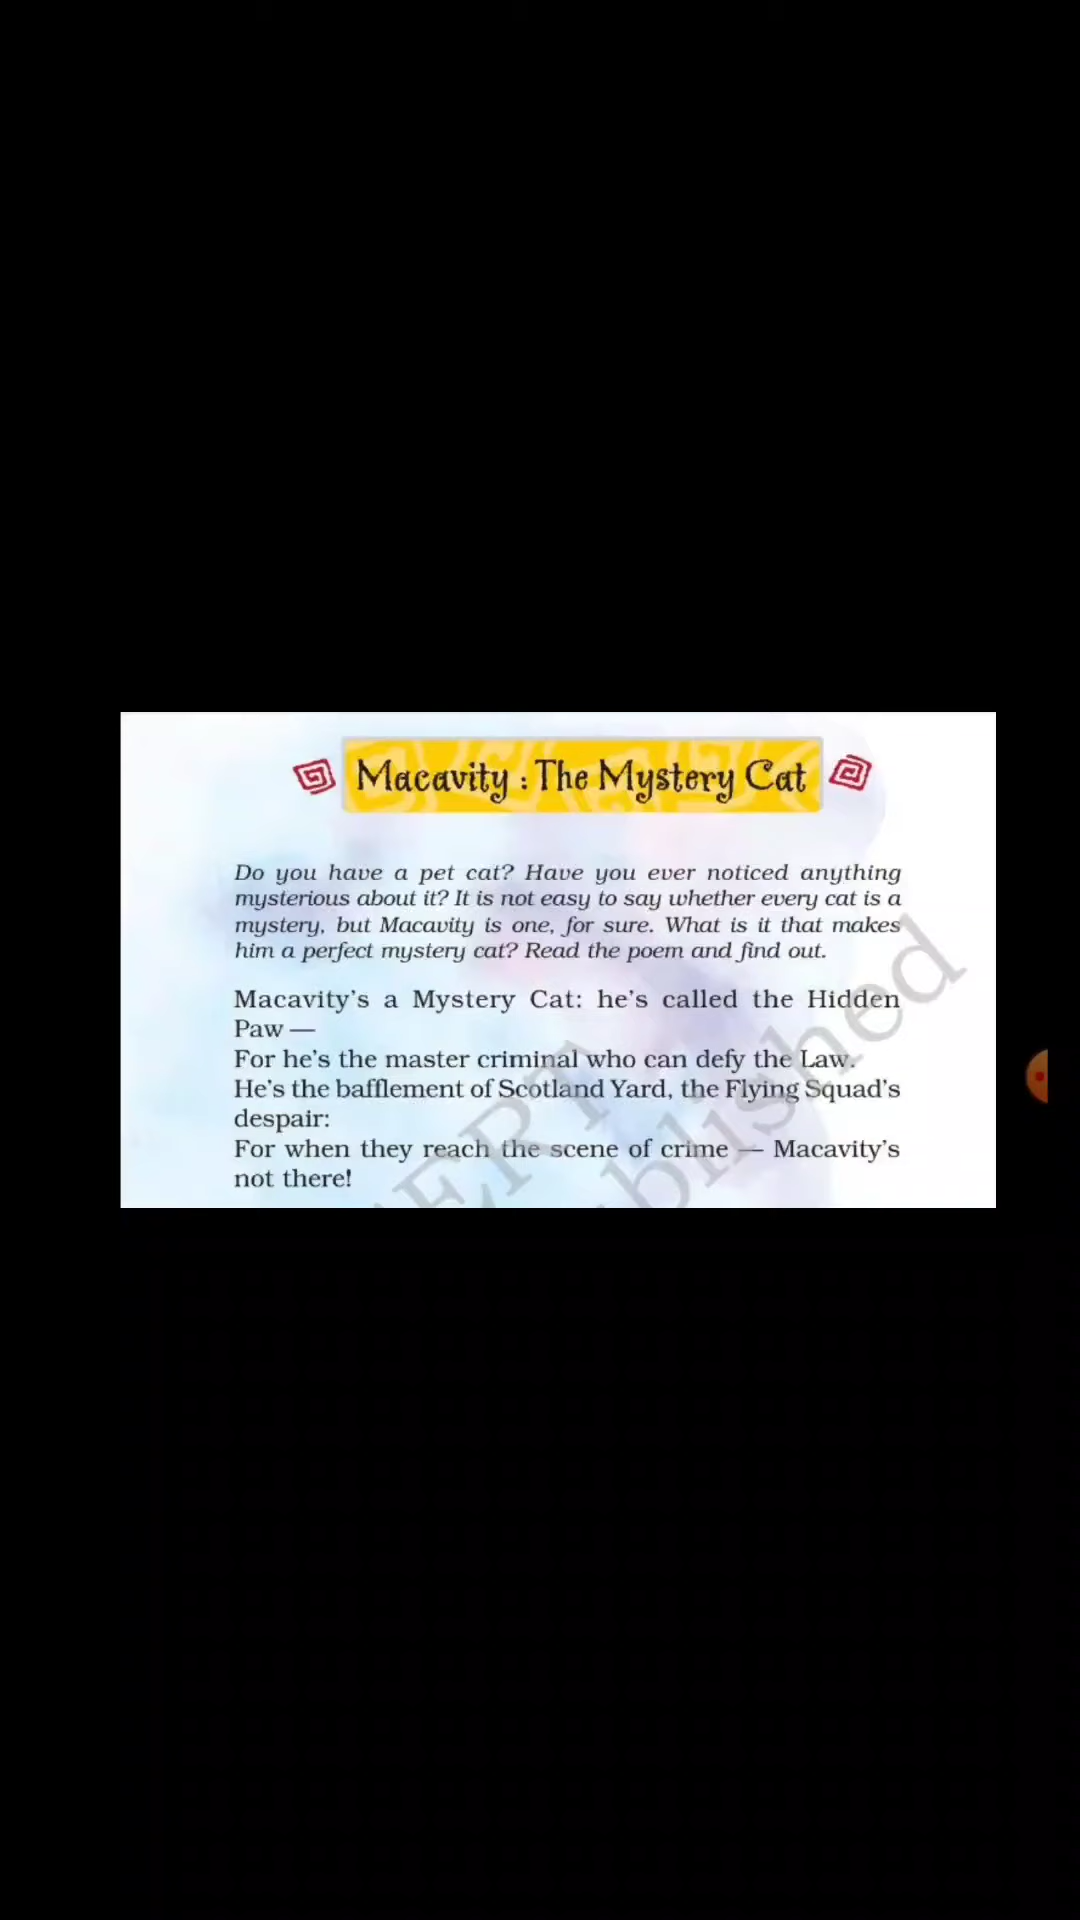 Macavity : The Mystery Cat
Do you have a pet cat? Have you ever noticed anything
mysterious about it? It is not easy to say whether every cat is a
mystery, but Macavity is one, for sure. What is it that makes
him a perfect mystery cat? Read the poem and find out.
Macavity's a Mystery Cat: he's called the Hidden
Paw —
For he's the master criminal who can defy the Law.
He's the bafflement of Scotland Yard, the Flying Squad's
despair:
For when they reach the scene of crime — Macavity's
not there!